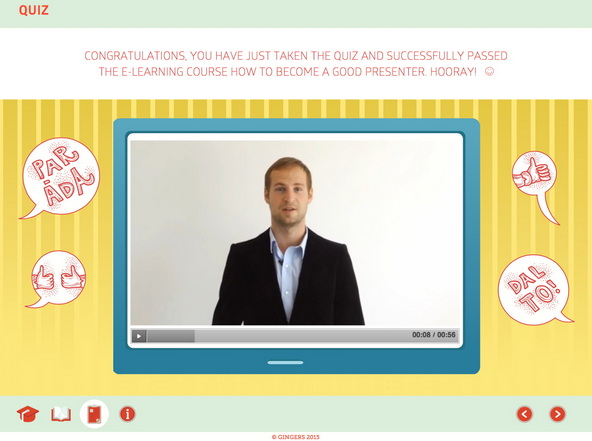 QUIZ
CONGRATULATIONS, YOU HAVE JUST TAKEN THE QUIZ AND SUCCESSFULLY PASSED
THE E-LEARNING COURSE HOW TO BECOME A GOOD PRESENTER. HOORAY! ☺
PAR
ÁDA
DAL
TO!
00:08 / 00:56
i
© GINGERS 2015